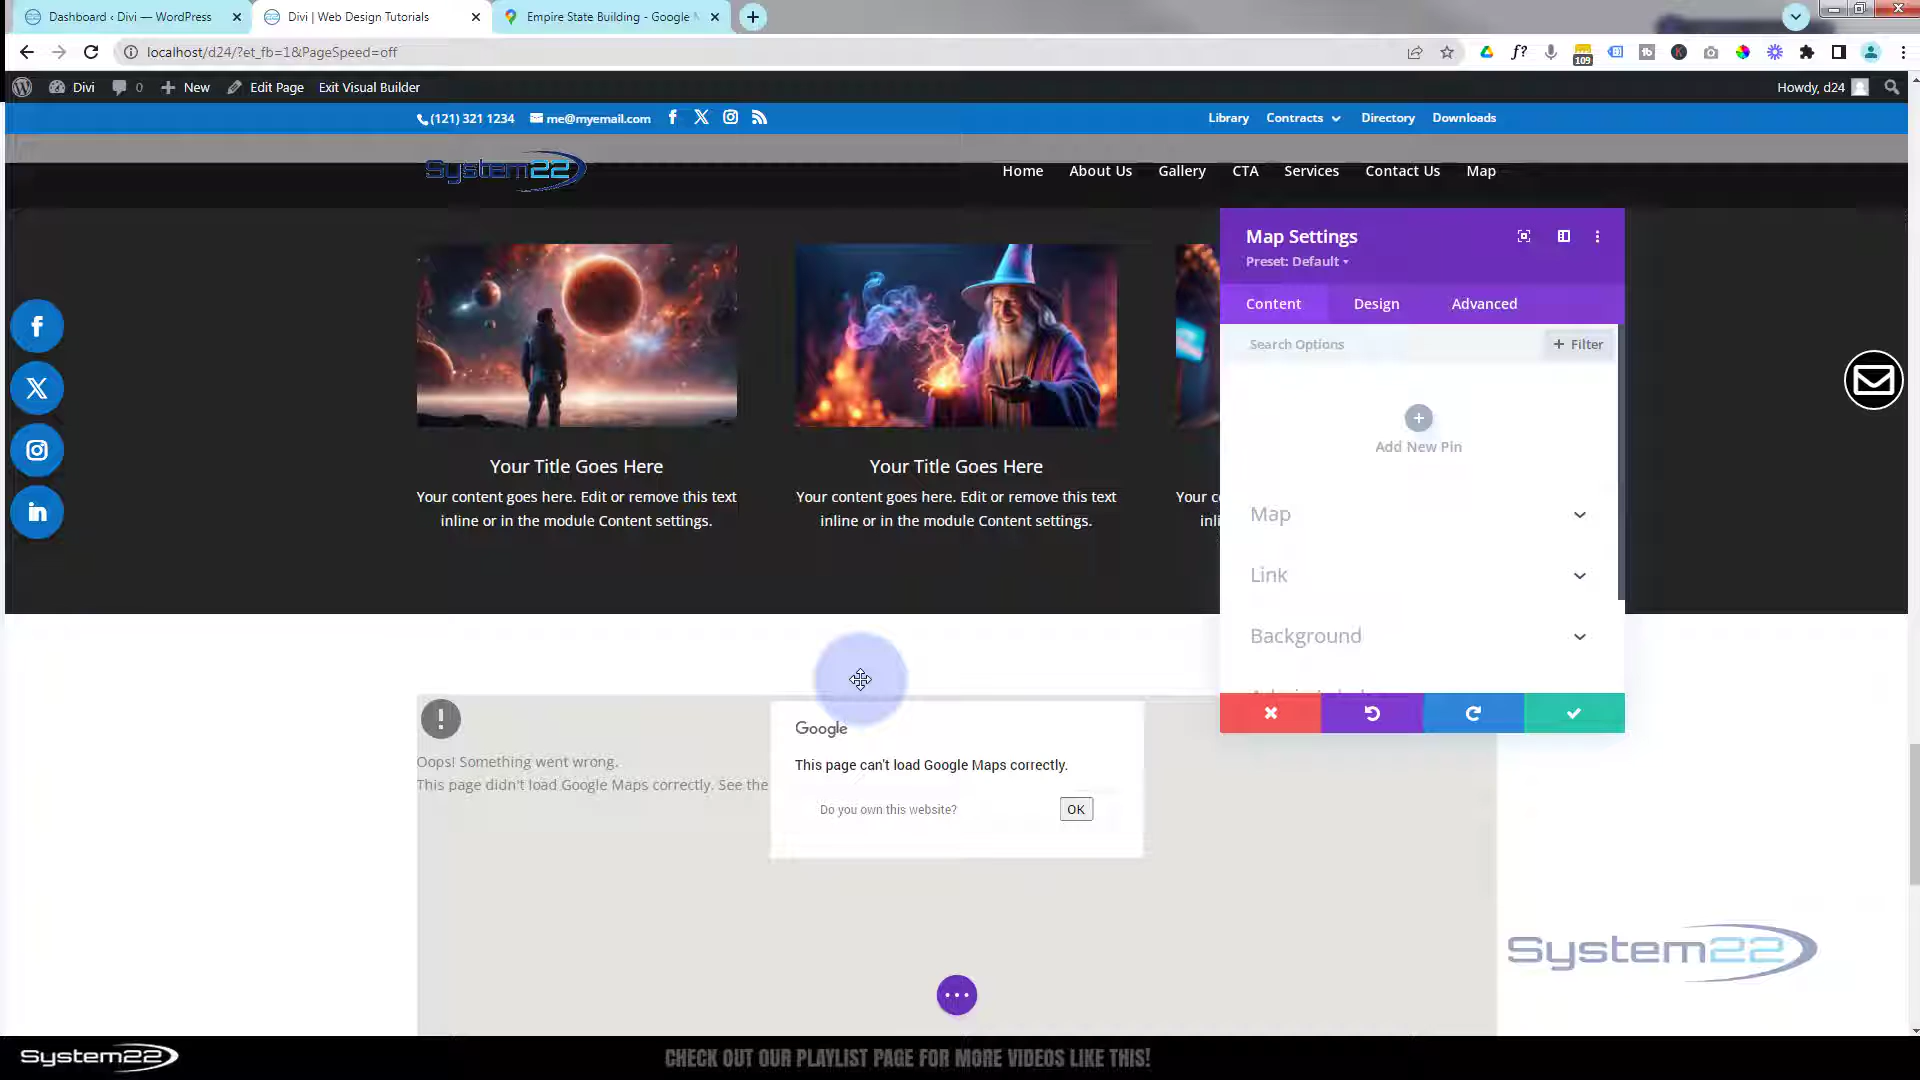 Dashboard ‹ Divi — WordPress
Divi | Web Design Tutorials
Empire State Building - Google M
localhost/d24/?et_fb=1&PageSpeed=off
f?
109
Divi
0
New
Edit Page
Exit Visual Builder
Howdy, d24
(121) 321 1234
me@myemail.com
Library
Contracts
Directory
Downloads
System22
Home
About Us
Gallery
CTA
Services
Contact Us
Map
Map Settings
Preset: Default
Content
Design
Advanced
Search Options
+ Filter
Add New Pin
Map
Link
Background
Your Title Goes Here
Your content goes here. Edit or remove this text
inline or in the module Content settings.
Your Title Goes Here
Your content goes here. Edit or remove this text
inline or in the module Content settings.
Your c
inli
Google
Oops! Something went wrong.
This page didn't load Google Maps correctly. See the
This page can't load Google Maps correctly.
Do you own this website?
OK
System22
System22
CHECK OUT OUR PLAYLIST PAGE FOR MORE VIDEOS LIKE THIS!